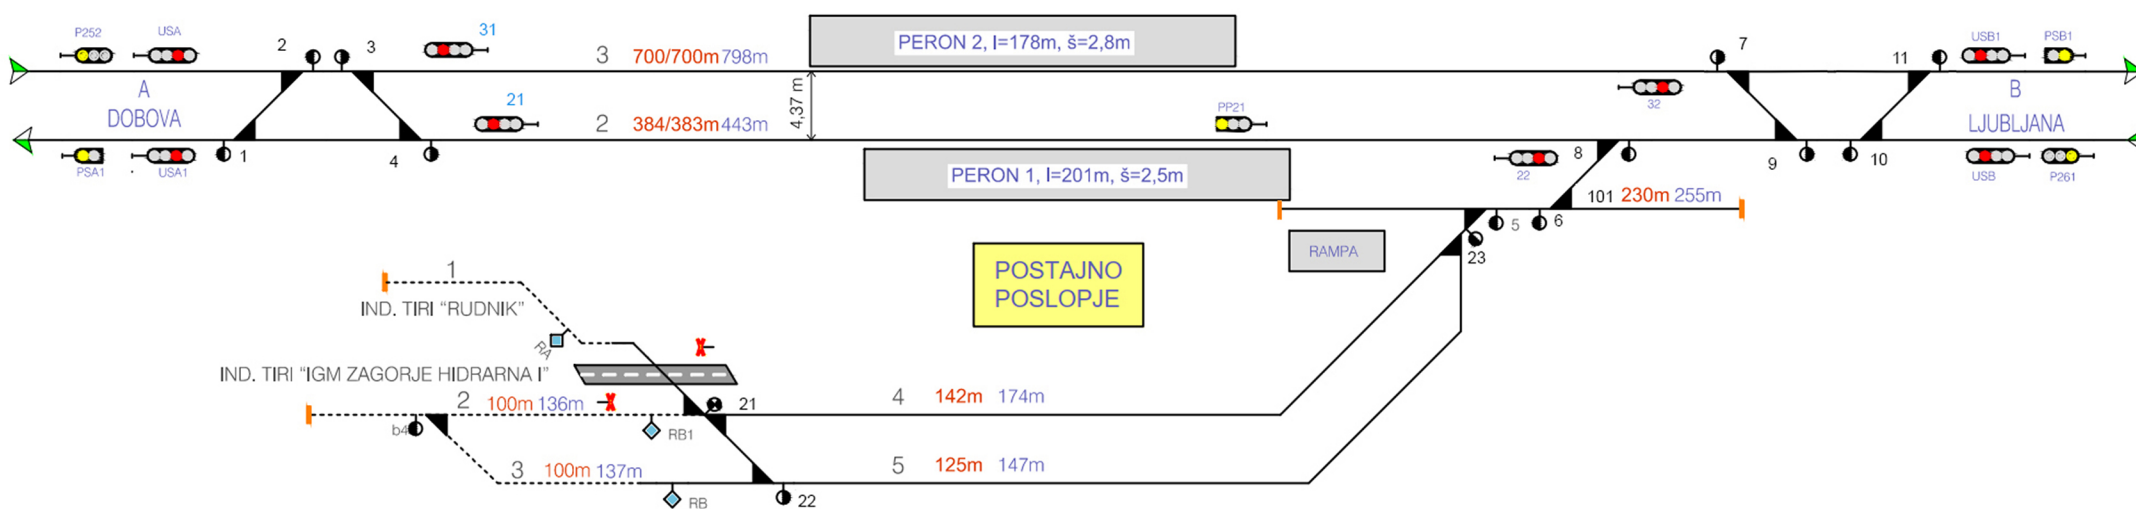 P252
USA
2
3
31
3 700/700m 798m
PERON 2, l=178m, š=2,8m
7
11
USB1
PSB1
A
DOBOVA
21
2 384/383m 443m
4,37 m
PP21
32
B
LJUBLJANA
PSA1
USA1
1
4
PERON 1, l=201m, š=2,5m
22
8
9
10
USB
P261
101 230m 255m
5
6
RAMPA
23
1
IND. TIRI "RUDNIK"
POSTAJNO
POSLOPJE
RA
IND. TIRI "IGM ZAGORJE HIDRARNA I"
2 100m 136m
21
4 142m 174m
b4
RB1
3 100m 137m
5 125m 147m
RB
22